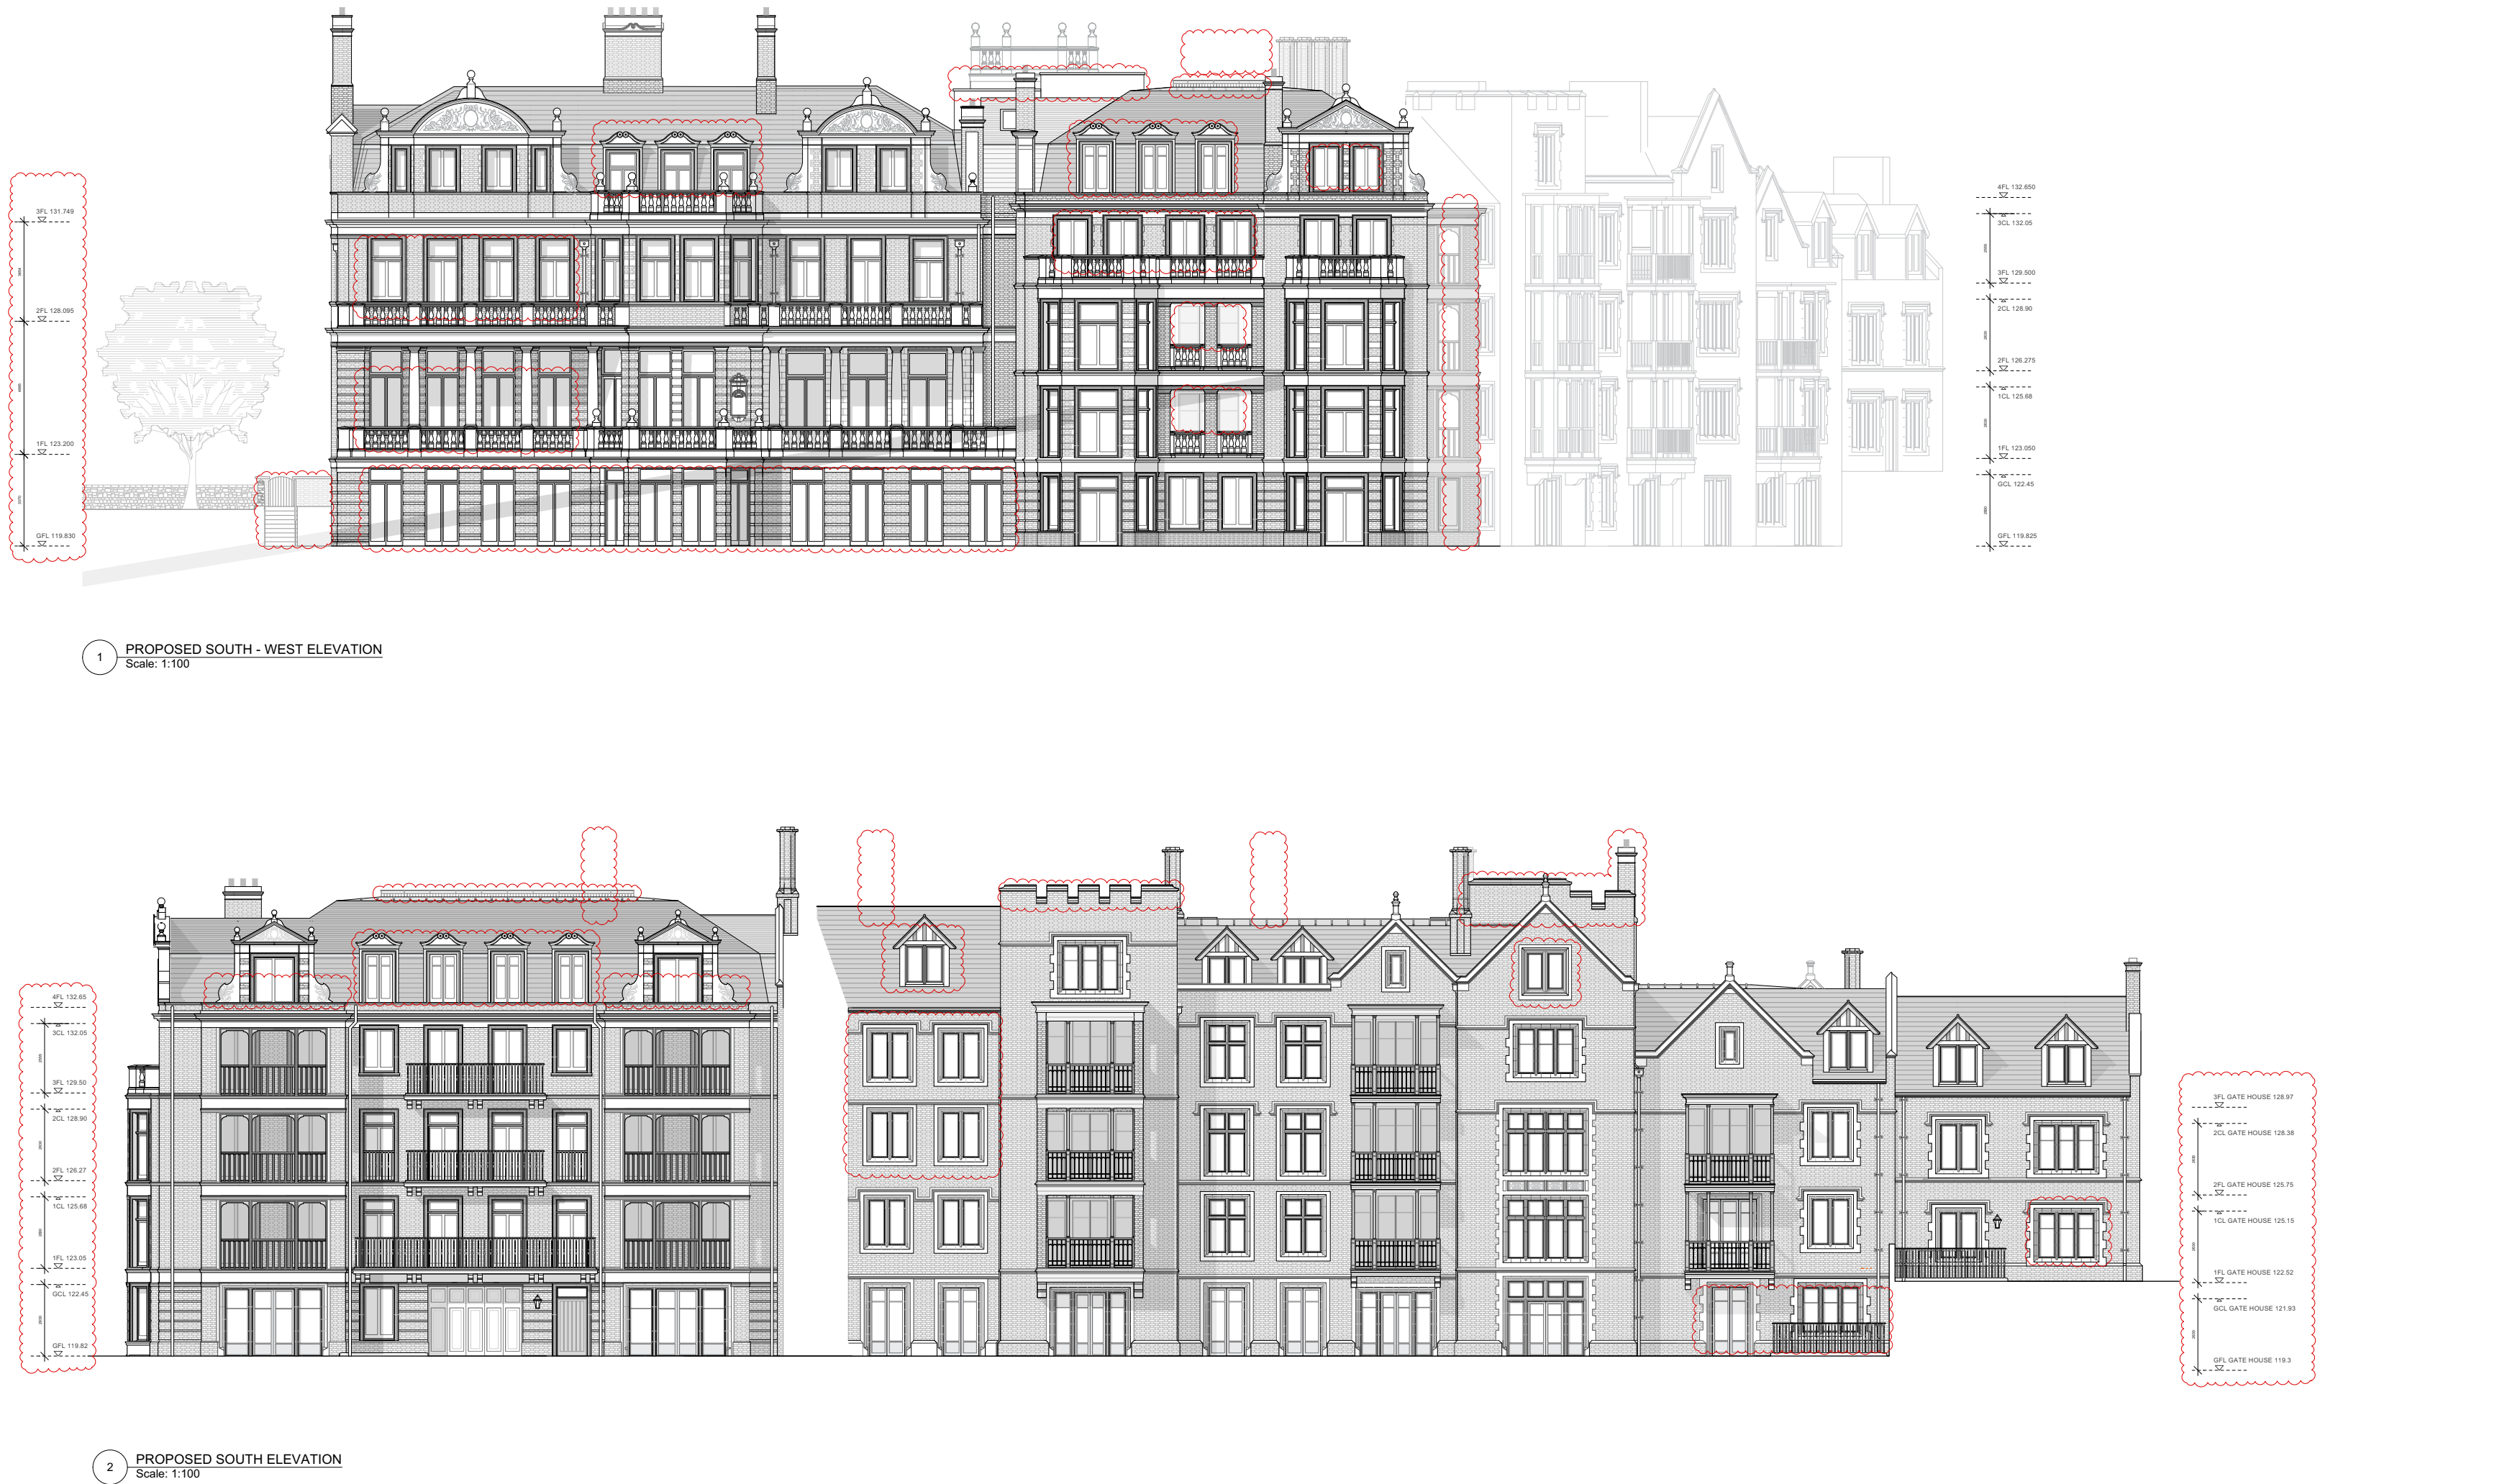 3FL 131.749
2FL 128.095
1FL 123.200
GFL 119.830
4FL 132.650
3CL 132.05
3FL 129.500
2CL 128.90
2FL 126.275
1CL 125.68
1FL 123.050
GCL 122.45
GFL 119.825
1
PROPOSED SOUTH - WEST ELEVATION
Scale: 1:100
4FL 132.65
3CL 132.05
3FL 129.50
2CL 128.90
2FL 126.27
1CL 125.68
1FL 123.05
GCL 122.45
GFL 119.82
3FL GATE HOUSE 128.97
2CL GATE HOUSE 128.38
2FL GATE HOUSE 125.75
1CL GATE HOUSE 125.15
1FL GATE HOUSE 122.52
GCL GATE HOUSE 121.93
GFL GATE HOUSE 119.3
2
PROPOSED SOUTH ELEVATION
Scale: 1:100